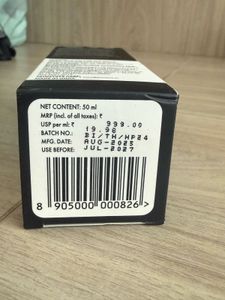 NET CONTENT: 50 ml
MRP (incl. of all taxes): ₹ 999.00
USP per ml: ₹ 19.98
BATCH NO.: BI/TH/HP24
MFG. DATE: AUG-2025
USE BEFORE: JUL-2027
8 905000 000826 >